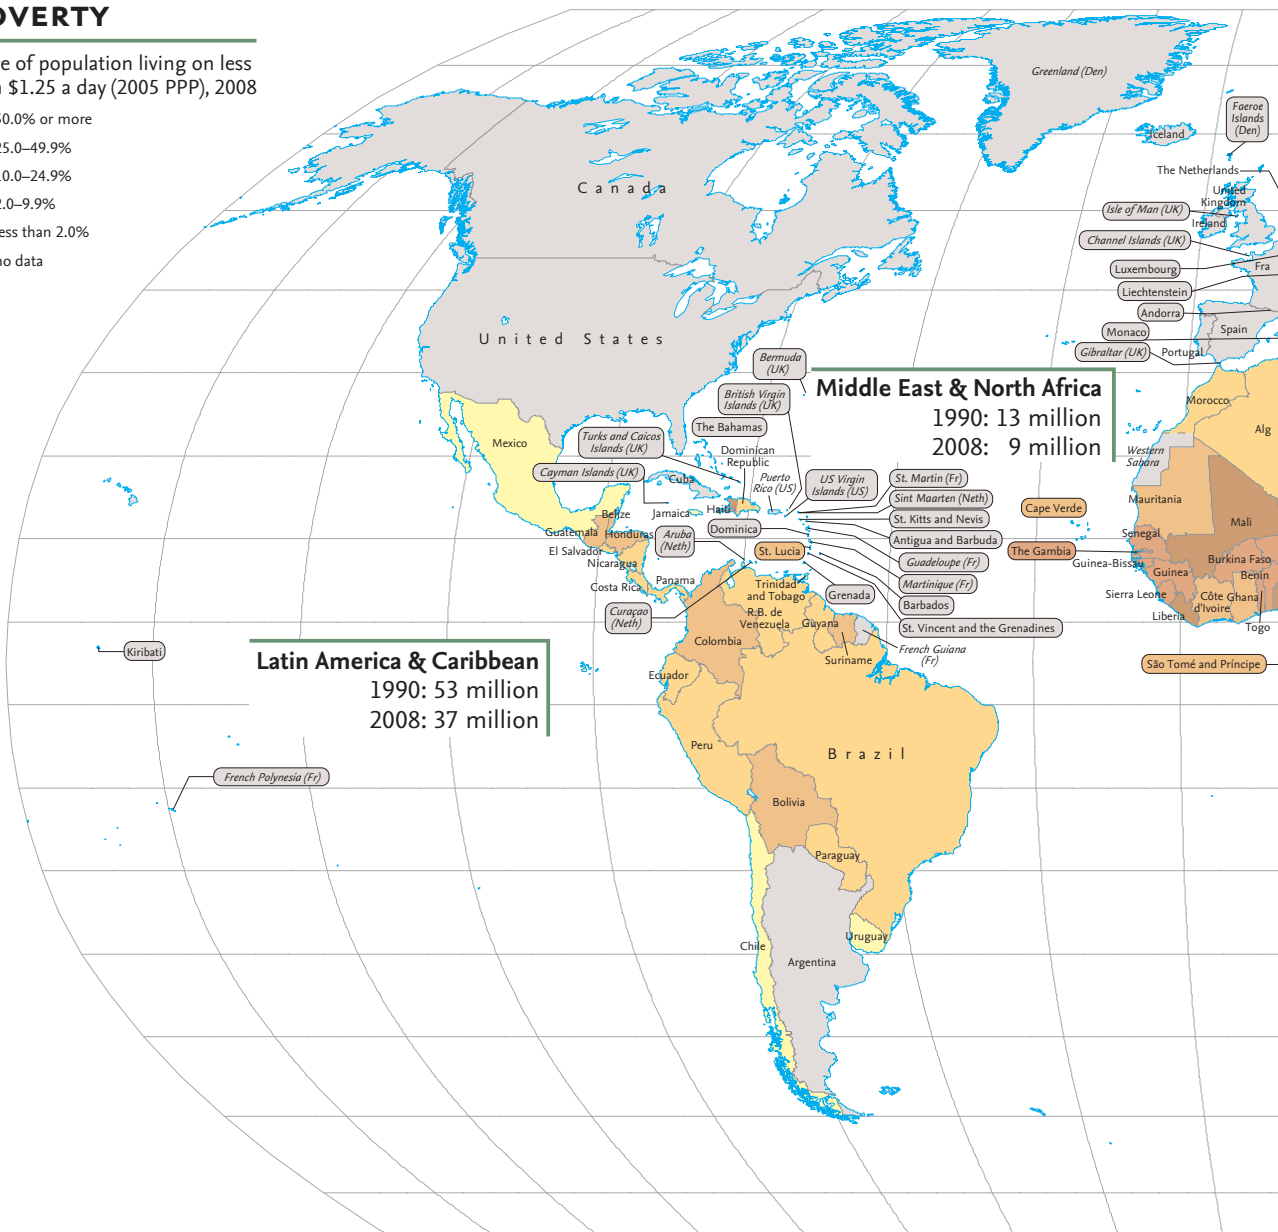 OVERTY
e of population living on less
n $1.25 a day (2005 PPP), 2008
50.0% or more
25.0–49.9%
10.0–24.9%
2.0–9.9%
less than 2.0%
no data
Greenland (Den)
Faeroe
Islands
(Den)
Iceland
The Netherlands
Canada
United
Kingdom
Isle of Man (UK)
Ireland
Channel Islands (UK)
Luxembourg
Fra
Liechtenstein
Andorra
Monaco
Spain
Gibraltar (UK)
Portugal
United States
Bermuda
(UK)
Middle East & North Africa
1990: 13 million
2008: 9 million
British Virgin
Islands (UK)
Morocco
The Bahamas
Alg
Turks and Caicos
Islands (UK)
Mexico
Dominican
Republic
Western
Sahara
Cayman Islands (UK)
Cuba
Puerto
Rico (US)
US Virgin
Islands (US)
St. Martin (Fr)
Sint Maarten (Neth)
Mauritania
Cape Verde
Belize
Jamaica
Haiti
St. Kitts and Nevis
Mali
Guatemala
Honduras
Dominica
Antigua and Barbuda
Senegal
Aruba
(Neth)
El Salvador
St. Lucia
The Gambia
Guadeloupe (Fr)
Burkina Faso
Nicaragua
Guinea-Bissau
Guinea
Benin
Panama
Costa Rica
Trinidad
and Tobago
Martinique (Fr)
Grenada
Sierra Leone
Côte
d'Ivoire
Ghana
Barbados
Curaçao
(Neth)
R.B. de
Venezuela
Guyana
Liberia
Togo
St. Vincent and the Grenadines
Colombia
French Guiana
(Fr)
Kiribati
Suriname
Latin America & Caribbean
1990: 53 million
2008: 37 million
São Tomé and Príncipe
Ecuador
Peru
Brazil
French Polynesia (Fr)
Bolivia
Paraguay
Uruguay
Chile
Argentina